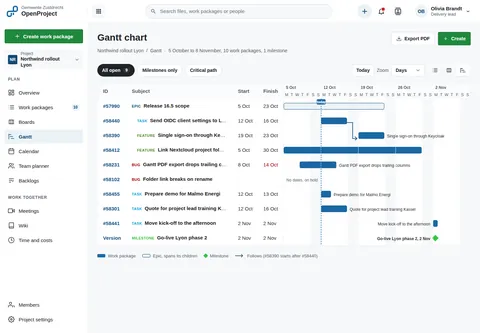 Gemeente Zuiddrecht
OpenProject
Search files, work packages or people
OB
Olivia Brandt
Delivery lead
Create work package
NR
Project
Northwind rollout
Lyon
PLAN
Overview
Work packages
Boards
Gantt
Calendar
Team planner
Backlogs
WORK TOGETHER
Meetings
Wiki
Time and costs
Members
Project settings
Gantt chart
Northwind rollout Lyon / Gantt · 5 October to 8 November, 10 work packages, 1 milestone
Export PDF
Create
All open 9
Milestones only
Critical path
Today
Zoom
Days
ID Subject Start Finish
5 Oct 12 Oct 19 Oct 26 Oct 2 Nov
M T W T F S S M T W T F S S M T W T F S S M T W T F S S M T W T F S S
#57980 EPIC Release 16.5 scope 5 Oct 23 Oct
#58440 TASK Send OIDC client settings to L... 12 Oct 16 Oct
#58390 FEATURE Single sign-on through Ke... 19 Oct 23 Oct
Single sign-on through Keycloak
#58412 FEATURE Link Nextcloud project fol... 5 Oct 30 Oct
#58231 BUG Gantt PDF export drops trailing c... 8 Oct 14 Oct
Gantt PDF export drops trailing columns
#58102 BUG Folder link breaks on rename
No dates, on hold
#58455 TASK Prepare demo for Malmo Energi 12 Oct 13 Oct
Prepare demo for Malmo Energi
#58301 TASK Quote for project lead training K... 12 Oct 16 Oct
Quote for project lead training Kassel
#58441 TASK Move kick-off to the afternoon 2 Nov 2 Nov
Move kick-off to the afternoon
Version MILESTONE Go-live Lyon phase 2 2 Nov 2 Nov
Go-live Lyon phase 2, 2 Nov
Work package
Epic, spans its children
Milestone
Follows (#58390 starts after #58440)